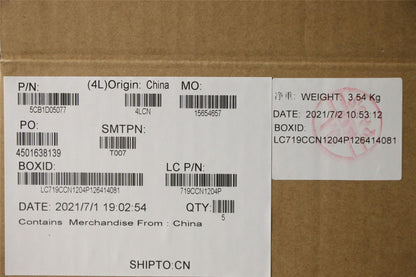 P/N:
(4L)Origin: China
MO:
5CB1D05077
4LCN
15654657
PO:
SMTPN:
4501638139
T007
BOXID:
LC P/N:
LC719CCN1204P126414081
719CCN1204P
DATE: 2021/7/1 19:02:54
QTY:
5
Contains Merchandise From : China
SHIPTO:CN
净重: WEIGHT: 3.54 Kg
DATE: 2021/7/2 10:53:12
BOXID:
LC719CCN1204P126414081